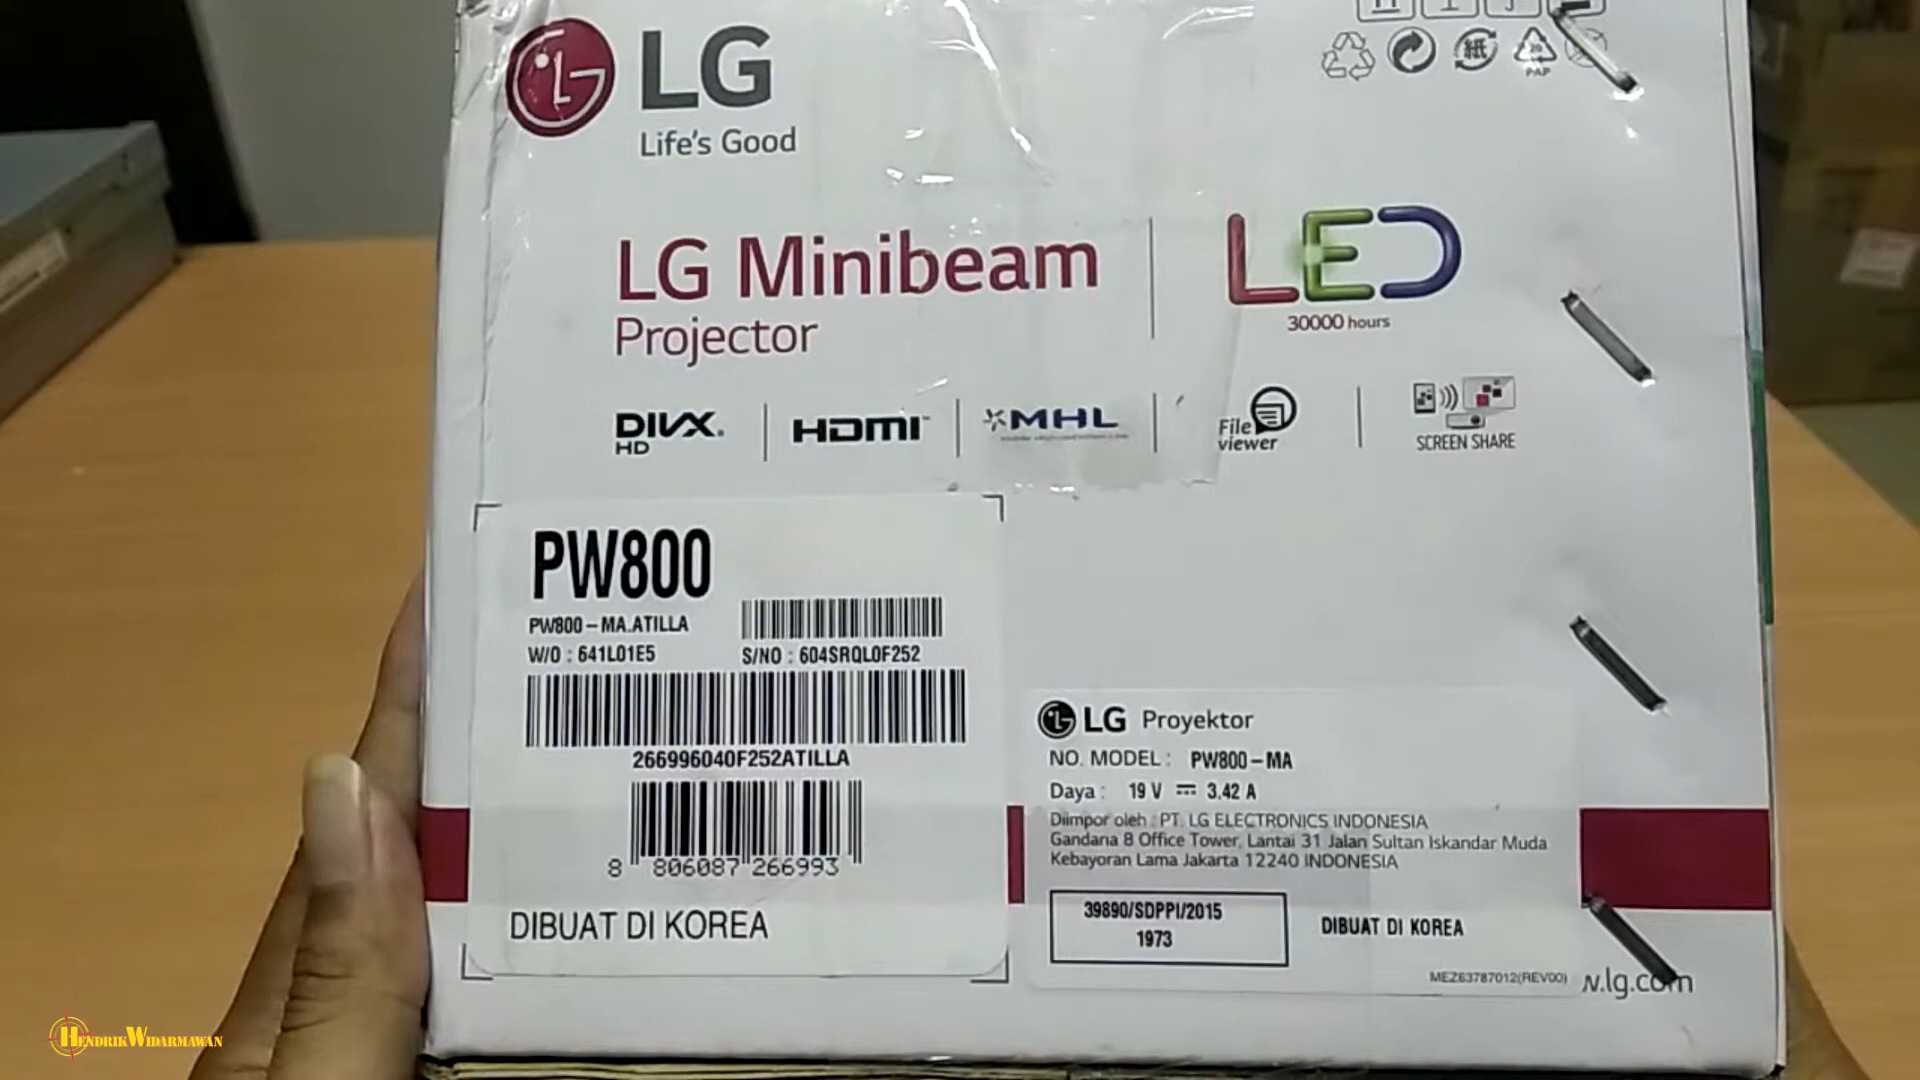 LG
Life's Good
20
PAP
LG Minibeam
Projector
LED
30000 hours
DIVX
HD
HDMI
MHL
File
viewer
SCREEN SHARE
PW800
PW800-MA.ATILLA
W/O : 641L01E5
S/NO : 604SRQL0F252
266996040F252ATILLA
8 806087 266993
DIBUAT DI KOREA
LG Proyektor
NO. MODEL : PW800-MA
Daya : 19 V ⎓ 3.42 A
Diimpor oleh : PT. LG ELECTRONICS INDONESIA
Gandana 8 Office Tower, Lantai 31 Jalan Sultan Iskandar Muda
Kebayoran Lama Jakarta 12240 INDONESIA
39890/SDPPI/2015
1973
DIBUAT DI KOREA
MEZ63787012(REV00)
w.lg.com
HENDRIKWIDARMAWAN